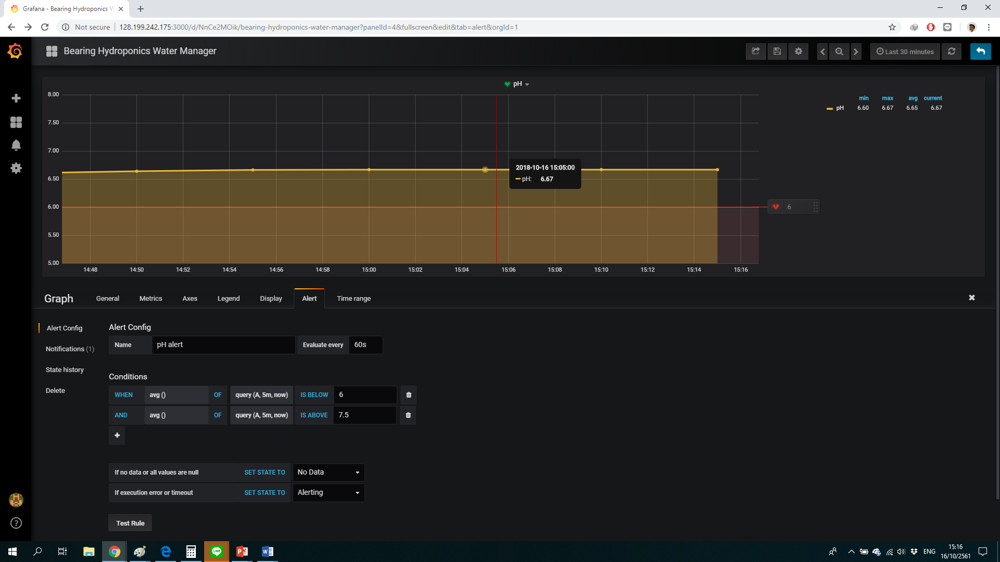 Grafana - Bearing Hydroponics W
Not secure
128.199.242.175:3000/d/NnCe2MOik/bearing-hydroponics-water-manager?panelId=4&fullscreen&edit&tab=alert&orgId=1
Bearing Hydroponics Water Manager
Last 30 minutes
pH
8.00
7.50
7.00
6.50
6.00
5.50
5.00
14:48 14:50 14:52 14:54 14:56 14:58 15:00 15:02 15:04 15:06 15:08 15:10 15:12 15:14 15:16
min max avg current
pH 6.60 6.67 6.65 6.67
2018-10-16 15:05:00
pH: 6.67
6
Graph General Metrics Axes Legend Display Alert Time range
Alert Config
Notifications (1)
State history
Delete
Alert Config
Name pH alert Evaluate every 60s
Conditions
WHEN avg () OF query (A, 5m, now) IS BELOW 6
AND avg () OF query (A, 5m, now) IS ABOVE 7.5
If no data or all values are null SET STATE TO No Data
If execution error or timeout SET STATE TO Alerting
Test Rule
LINE
ENG
15:16
16/10/2561